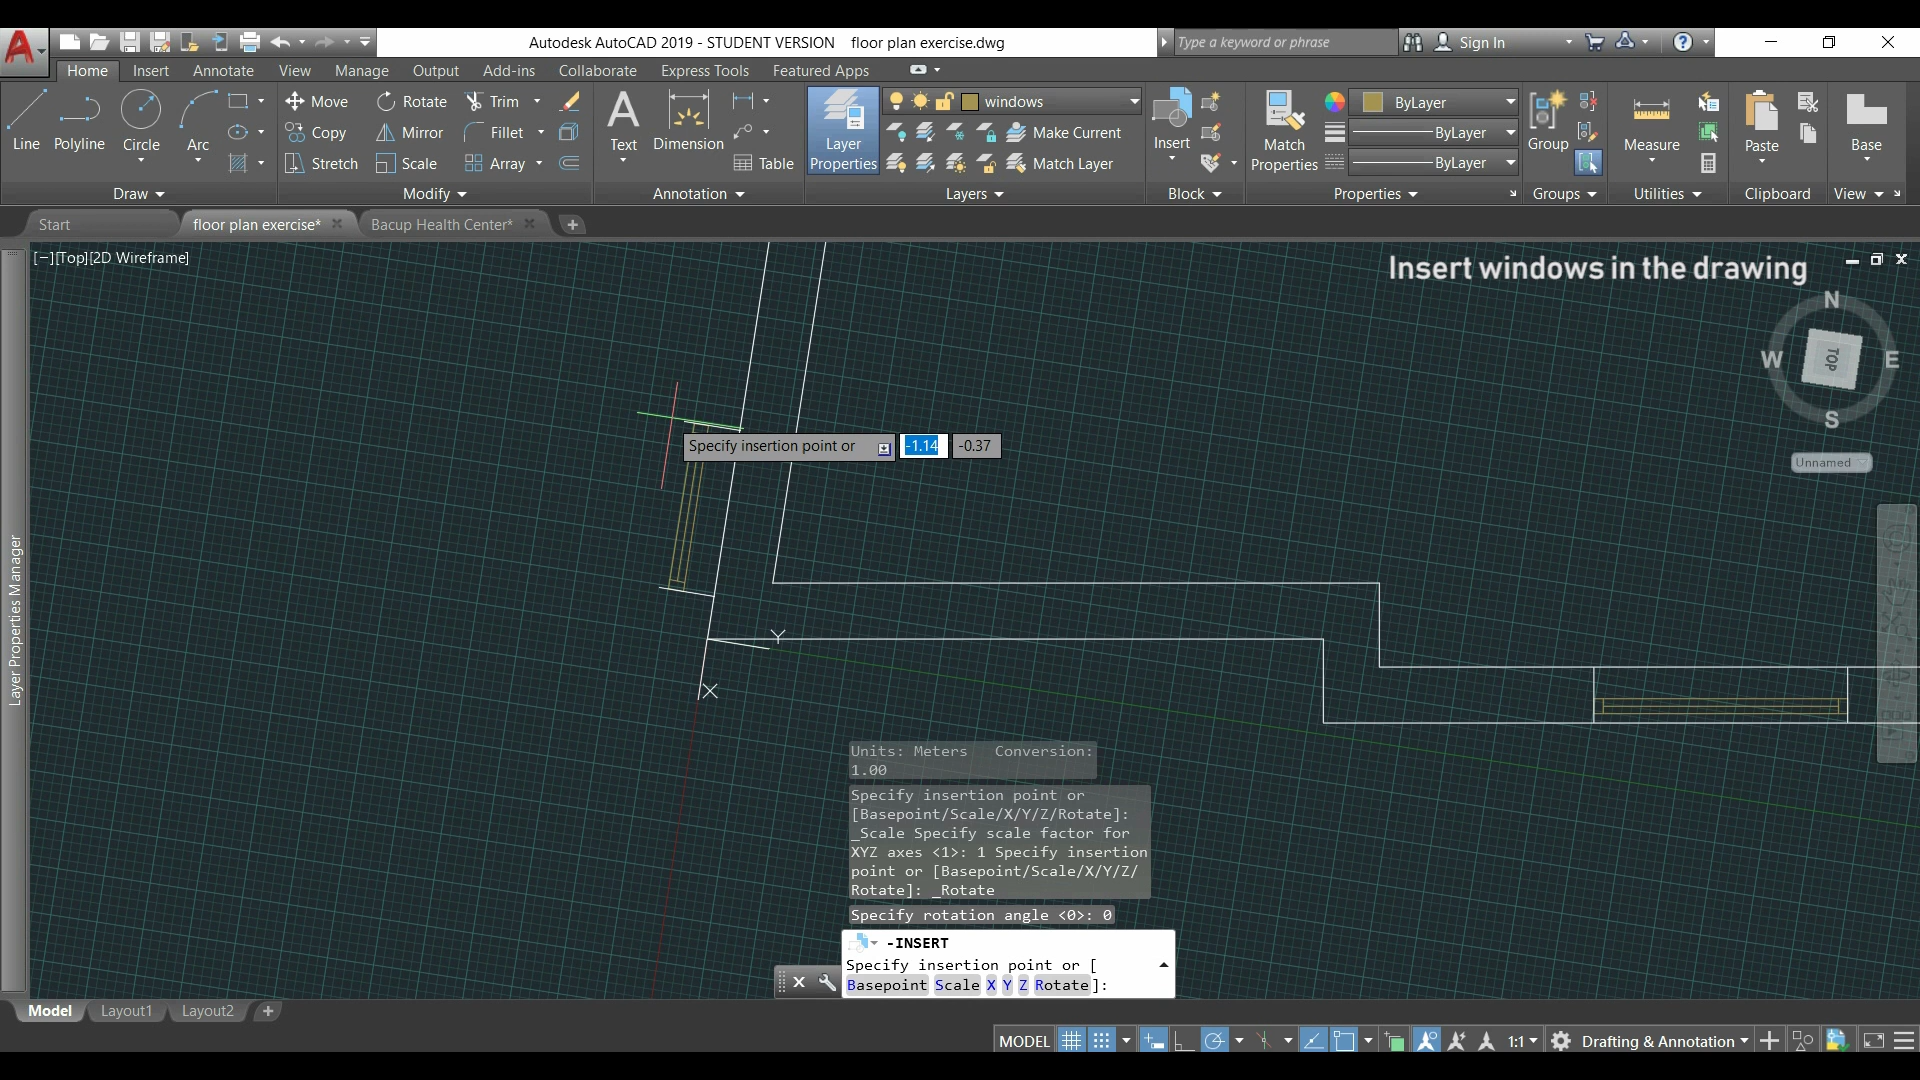 Autodesk AutoCAD 2019 - STUDENT VERSION floor plan exercise.dwg
Type a keyword or phrase
Sign In
Home Insert Annotate View Manage Output Add-ins Collaborate Express Tools Featured Apps
Line Polyline Circle Arc
Move Rotate Trim
Copy Mirror Fillet
Stretch Scale Array
Text Dimension Table
Layer Properties
windows
Make Current
Match Layer
Insert
Match Properties
ByLayer
ByLayer
ByLayer
Group
Measure
Paste
Base
Draw Modify Annotation Layers Block Properties Groups Utilities Clipboard View
Start floor plan exercise* Bacup Health Center*
[−][Top][2D Wireframe]
Insert windows in the drawing
N
W TOP E
S
Unnamed
Layer Properties Manager
Specify insertion point or -1.14 -0.37
Y
X
Units: Meters Conversion:
1.00
Specify insertion point or
[Basepoint/Scale/X/Y/Z/Rotate]:
_Scale Specify scale factor for
XYZ axes <1>: 1 Specify insertion
point or [Basepoint/Scale/X/Y/Z/
Rotate]: _Rotate
Specify rotation angle <0>: 0
-INSERT
Specify insertion point or [
Basepoint Scale X Y Z Rotate]:
Model Layout1 Layout2
MODEL 1:1 Drafting & Annotation